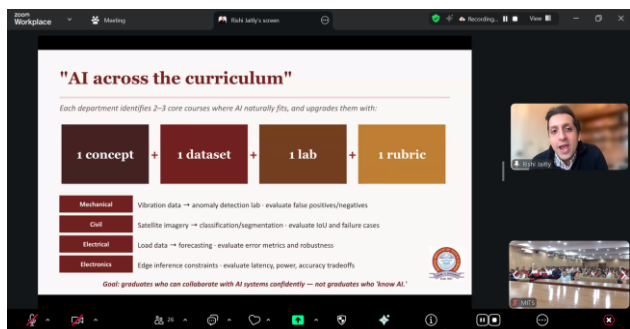 zoom
Workplace
Meeting
Rishi Jaitly's screen
Recording...
View
"AI across the curriculum"
Each department identifies 2–3 core courses where AI naturally fits, and upgrades them with:
1 concept + 1 dataset + 1 lab + 1 rubric
Mechanical Vibration data → anomaly detection lab · evaluate false positives/negatives
Civil Satellite imagery → classification/segmentation · evaluate IoU and failure cases
Electrical Load data → forecasting · evaluate error metrics and robustness
Electronics Edge inference constraints · evaluate latency, power, accuracy tradeoffs
Goal: graduates who can collaborate with AI systems confidently — not graduates who 'know AI.'
Rishi Jaitly
MITS
26